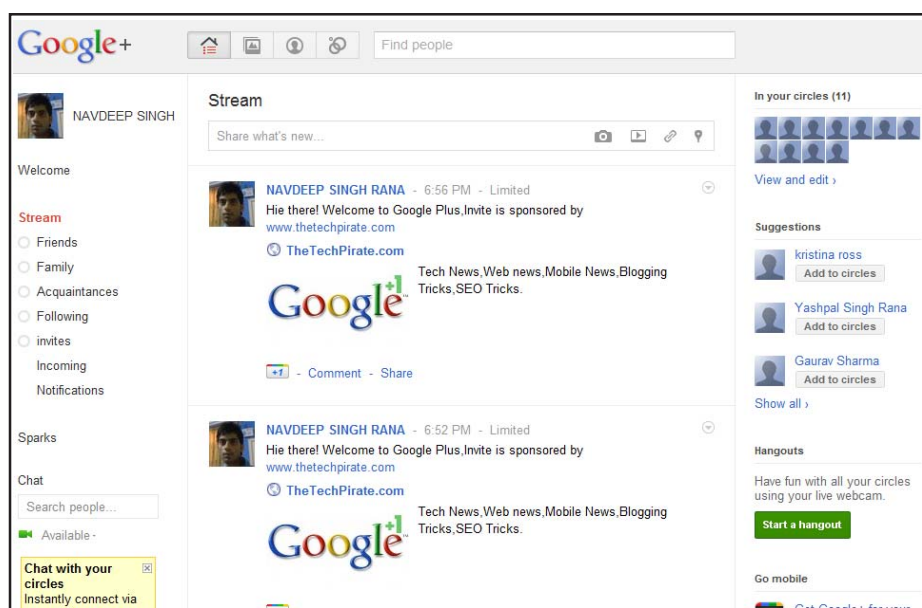 Google+
Find people
NAVDEEP SINGH
Welcome
Stream
Friends
Family
Acquaintances
Following
invites
Incoming
Notifications
Sparks
Chat
Search people...
Available
Chat with your
circles
Instantly connect via
Stream
Share what's new...
NAVDEEP SINGH RANA - 6:56 PM - Limited
Hie there! Welcome to Google Plus,Invite is sponsored by
www.thetechpirate.com
TheTechPirate.com
Google +1 ™
Tech News,Web news,Mobile News,Blogging
Tricks,SEO Tricks.
+1 - Comment - Share
NAVDEEP SINGH RANA - 6:52 PM - Limited
Hie there! Welcome to Google Plus,Invite is sponsored by
www.thetechpirate.com
TheTechPirate.com
Google +1 ™
Tech News,Web news,Mobile News,Blogging
Tricks,SEO Tricks.
In your circles (11)
View and edit ›
Suggestions
kristina ross
Add to circles
Yashpal Singh Rana
Add to circles
Gaurav Sharma
Add to circles
Show all ›
Hangouts
Have fun with all your circles
using your live webcam.
Start a hangout
Go mobile
Get Google+ for your